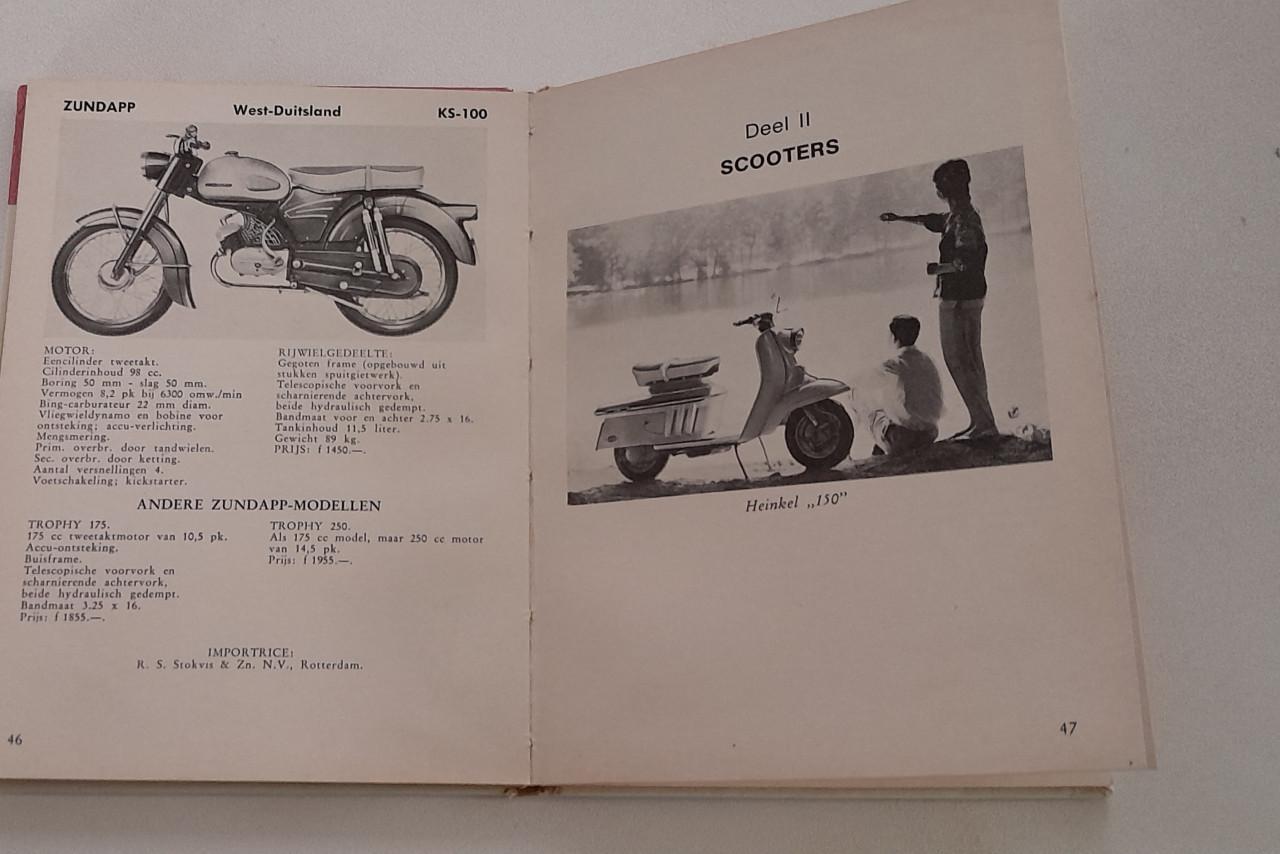 ZUNDAPP West-Duitsland KS-100
MOTOR:
Eencilinder tweetakt.
Cilinderinhoud 98 cc.
Boring 50 mm - slag 50 mm.
Vermogen 8,2 pk bij 6300 omw./min
Bing-carburateur 22 mm diam.
Vliegwieldynamo en bobine voor
ontsteking; accu-verlichting.
Mengsmering.
Prim. overbr. door tandwielen.
Sec. overbr. door ketting.
Aantal versnellingen 4.
Voetschakeling; kickstarter.
RIJWIELGEDEELTE:
Gegoten frame (opgebouwd uit
stukken spuitgietwerk).
Telescopische voorvork en
scharnierende achtervork,
beide hydraulisch gedempt.
Bandmaat voor en achter 2.75 x 16.
Tankinhoud 11,5 liter.
Gewicht 89 kg.
PRIJS: f 1450.—.
ANDERE ZUNDAPP-MODELLEN
TROPHY 175.
175 cc tweetaktmotor van 10,5 pk.
Accu-ontsteking.
Buisframe.
Telescopische voorvork en
scharnierende achtervork,
beide hydraulisch gedempt.
Bandmaat 3.25 x 16.
Prijs: f 1855.—.
TROPHY 250.
Als 175 cc model, maar 250 cc motor
van 14,5 pk.
Prijs: f 1955.—.
IMPORTRICE:
R. S. Stokvis & Zn. N.V., Rotterdam.
46
Deel II
SCOOTERS
Heinkel „150”
47